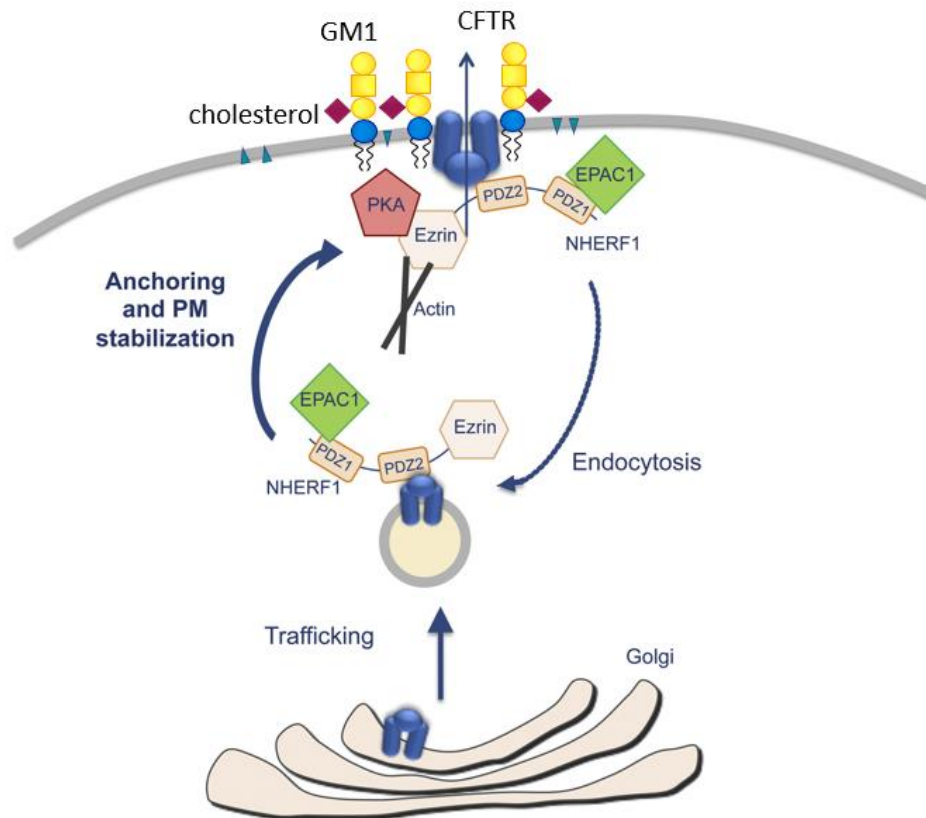 GM1
CFTR
cholesterol
EPAC1
PKA
PDZ2
PDZ1
Ezrin
NHERF1
Anchoring
and PM
stabilization
Actin
EPAC1
Ezrin
PDZ1
PDZ2
NHERF1
Endocytosis
Trafficking
Golgi